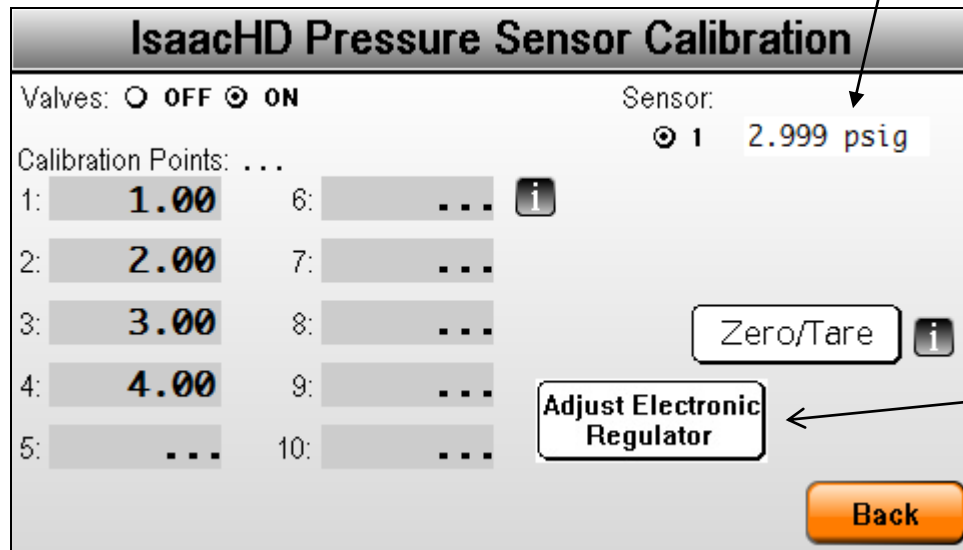 IsaacHD Pressure Sensor Calibration
Valves: OFF ON
Sensor:
1 2.999 psig
Calibration Points: ...
1: 1.00 6: ... i
2: 2.00 7: ...
3: 3.00 8: ...
Zero/Tare i
4: 4.00 9: ...
Adjust Electronic
Regulator
5: ... 10: ...
Back